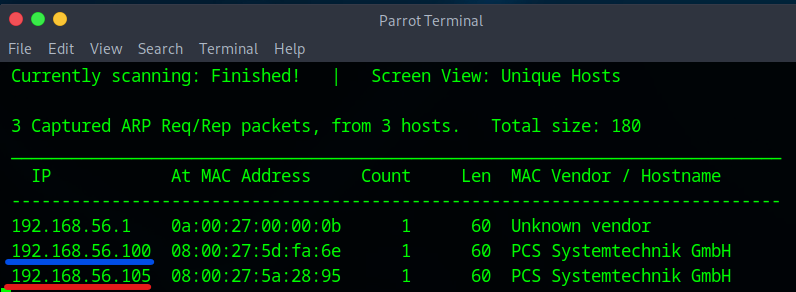 Parrot Terminal
File Edit View Search Terminal Help
Currently scanning: Finished! | Screen View: Unique Hosts
3 Captured ARP Req/Rep packets, from 3 hosts. Total size: 180
_____________________________________________________________________________
IP At MAC Address Count Len MAC Vendor / Hostname
-----------------------------------------------------------------------------
192.168.56.1 0a:00:27:00:00:0b 1 60 Unknown vendor
192.168.56.100 08:00:27:5d:fa:6e 1 60 PCS Systemtechnik GmbH
192.168.56.105 08:00:27:5a:28:95 1 60 PCS Systemtechnik GmbH